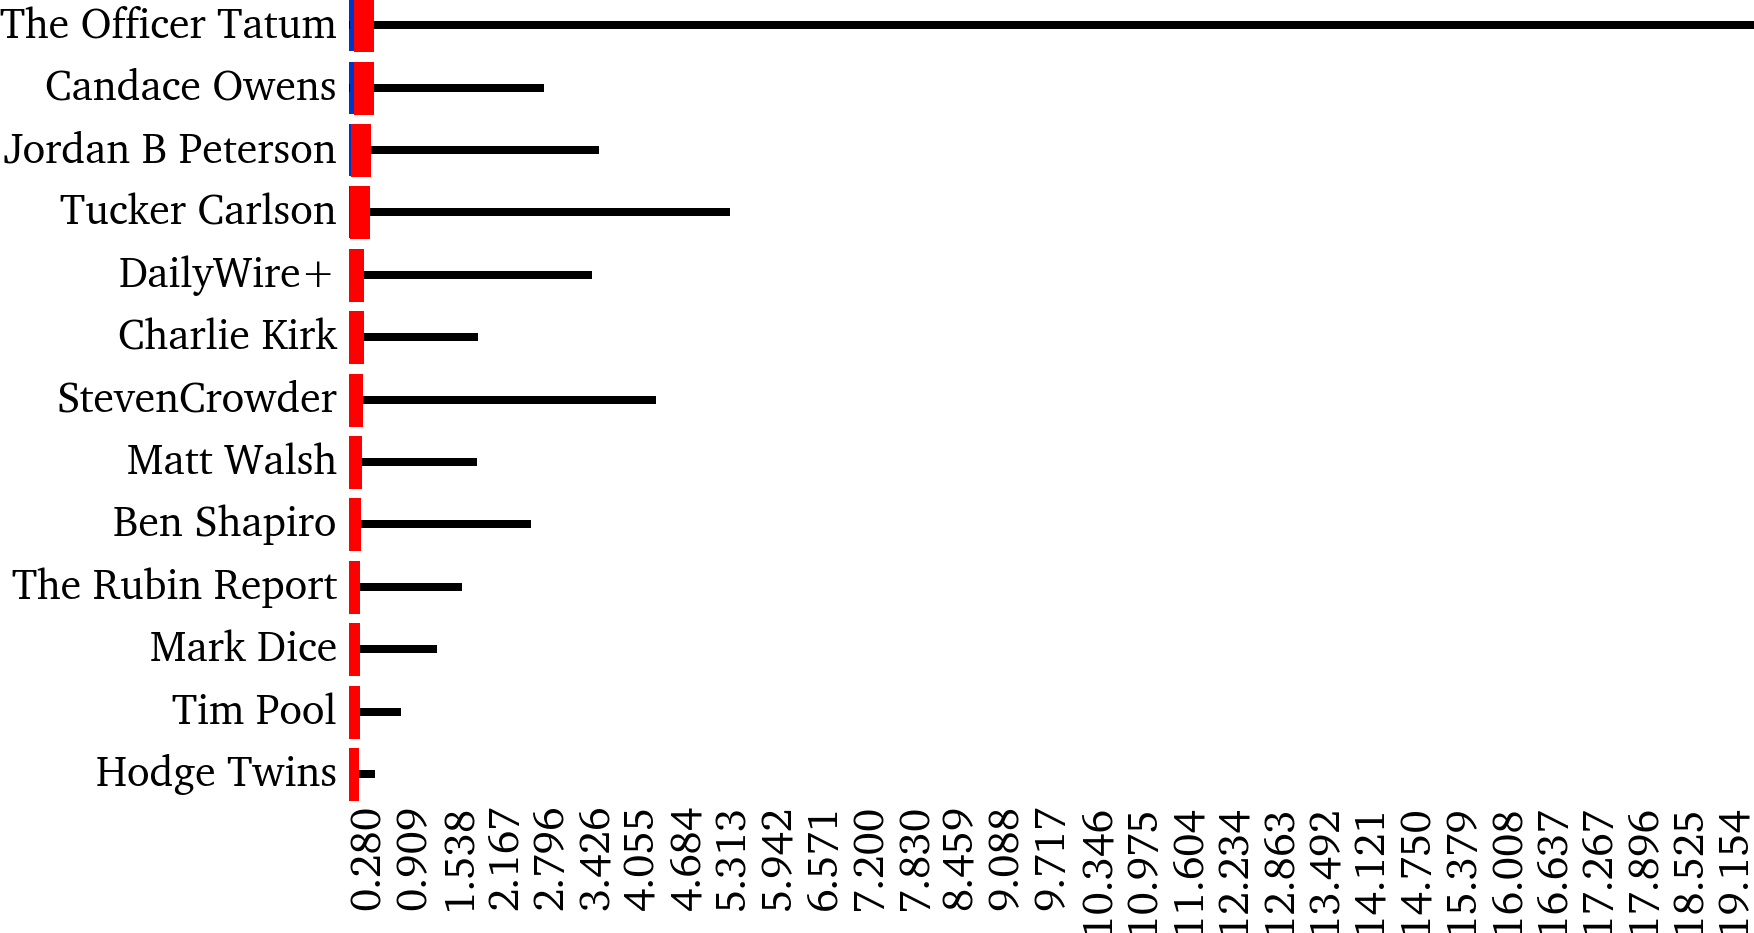 The Officer Tatum
Candace Owens
Jordan B Peterson
Tucker Carlson
DailyWire+
Charlie Kirk
StevenCrowder
Matt Walsh
Ben Shapiro
The Rubin Report
Mark Dice
Tim Pool
Hodge Twins
0.280
0.909
1.538
2.167
2.796
3.426
4.055
4.684
5.313
5.942
6.571
7.200
7.830
8.459
9.088
9.717
10.346
10.975
11.604
12.234
12.863
13.492
14.121
14.750
15.379
16.008
16.637
17.267
17.896
18.525
19.154